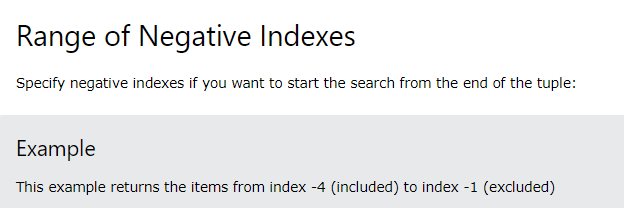 Range of Negative Indexes
Specify negative indexes if you want to start the search from the end of the tuple:
Example
This example returns the items from index -4 (included) to index -1 (excluded)